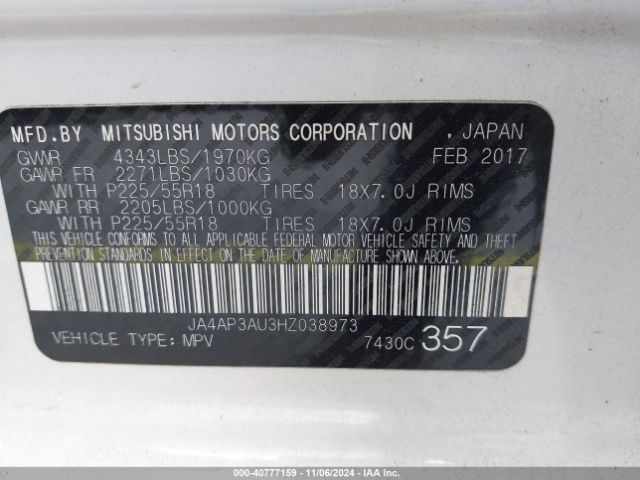 MFD.BY MITSUBISHI MOTORS CORPORATION . JAPAN
GVWR 4343LBS/1970KG FEB 2017
GAWR FR 2271LBS/1030KG
WITH P225/55R18 TIRES 18X7.0J RIMS
GAWR RR 2205LBS/1000KG
WITH P225/55R18 TIRES 18X7.0J RIMS
THIS VEHICLE CONFORMS TO ALL APPLICABLE FEDERAL MOTOR VEHICLE SAFETY AND THEFT
PREVENTION STANDARDS IN EFFECT ON THE DATE OF MANUFACTURE SHOWN ABOVE.
JA4AP3AU3HZ038973
VEHICLE TYPE: MPV 7430C 357
000-40777159 - 11/06/2024 - IAA Inc.